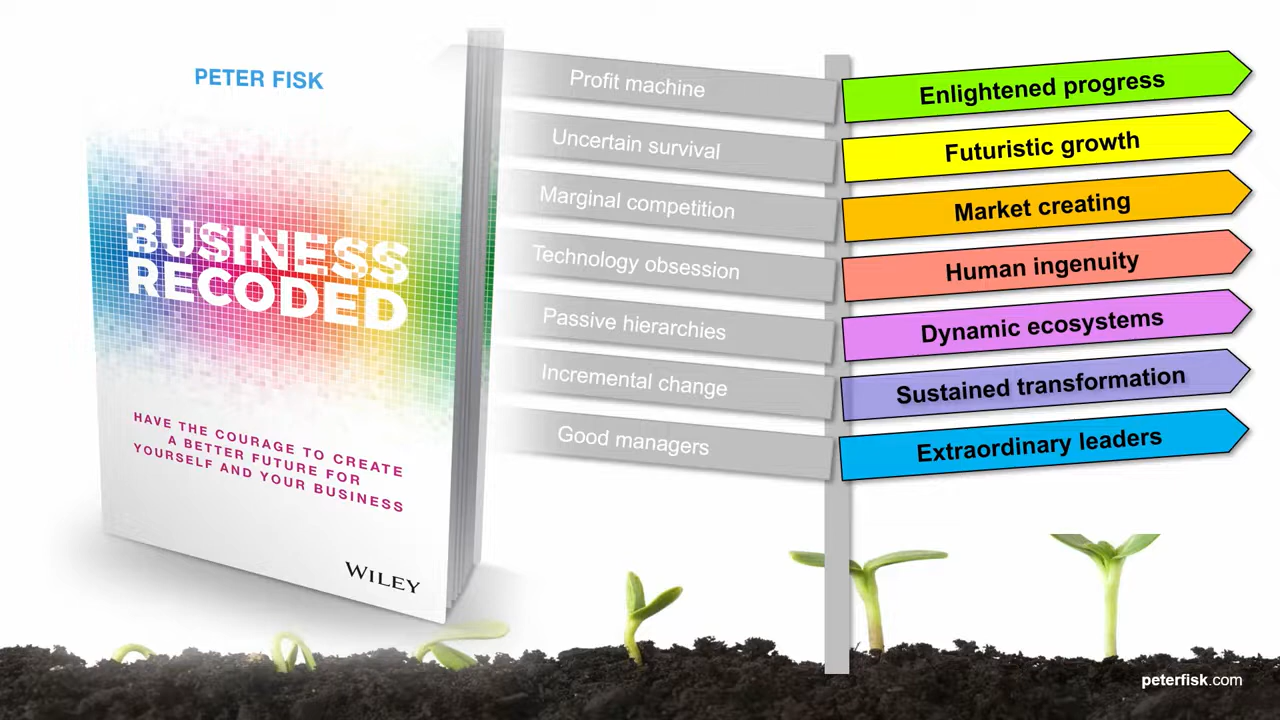 PETER FISK
BUSINESS
RECODED
HAVE THE COURAGE TO CREATE
A BETTER FUTURE FOR
YOURSELF AND YOUR BUSINESS
WILEY
Profit machine
Enlightened progress
Uncertain survival
Futuristic growth
Marginal competition
Market creating
Technology obsession
Human ingenuity
Passive hierarchies
Dynamic ecosystems
Incremental change
Sustained transformation
Good managers
Extraordinary leaders
peterfisk.com